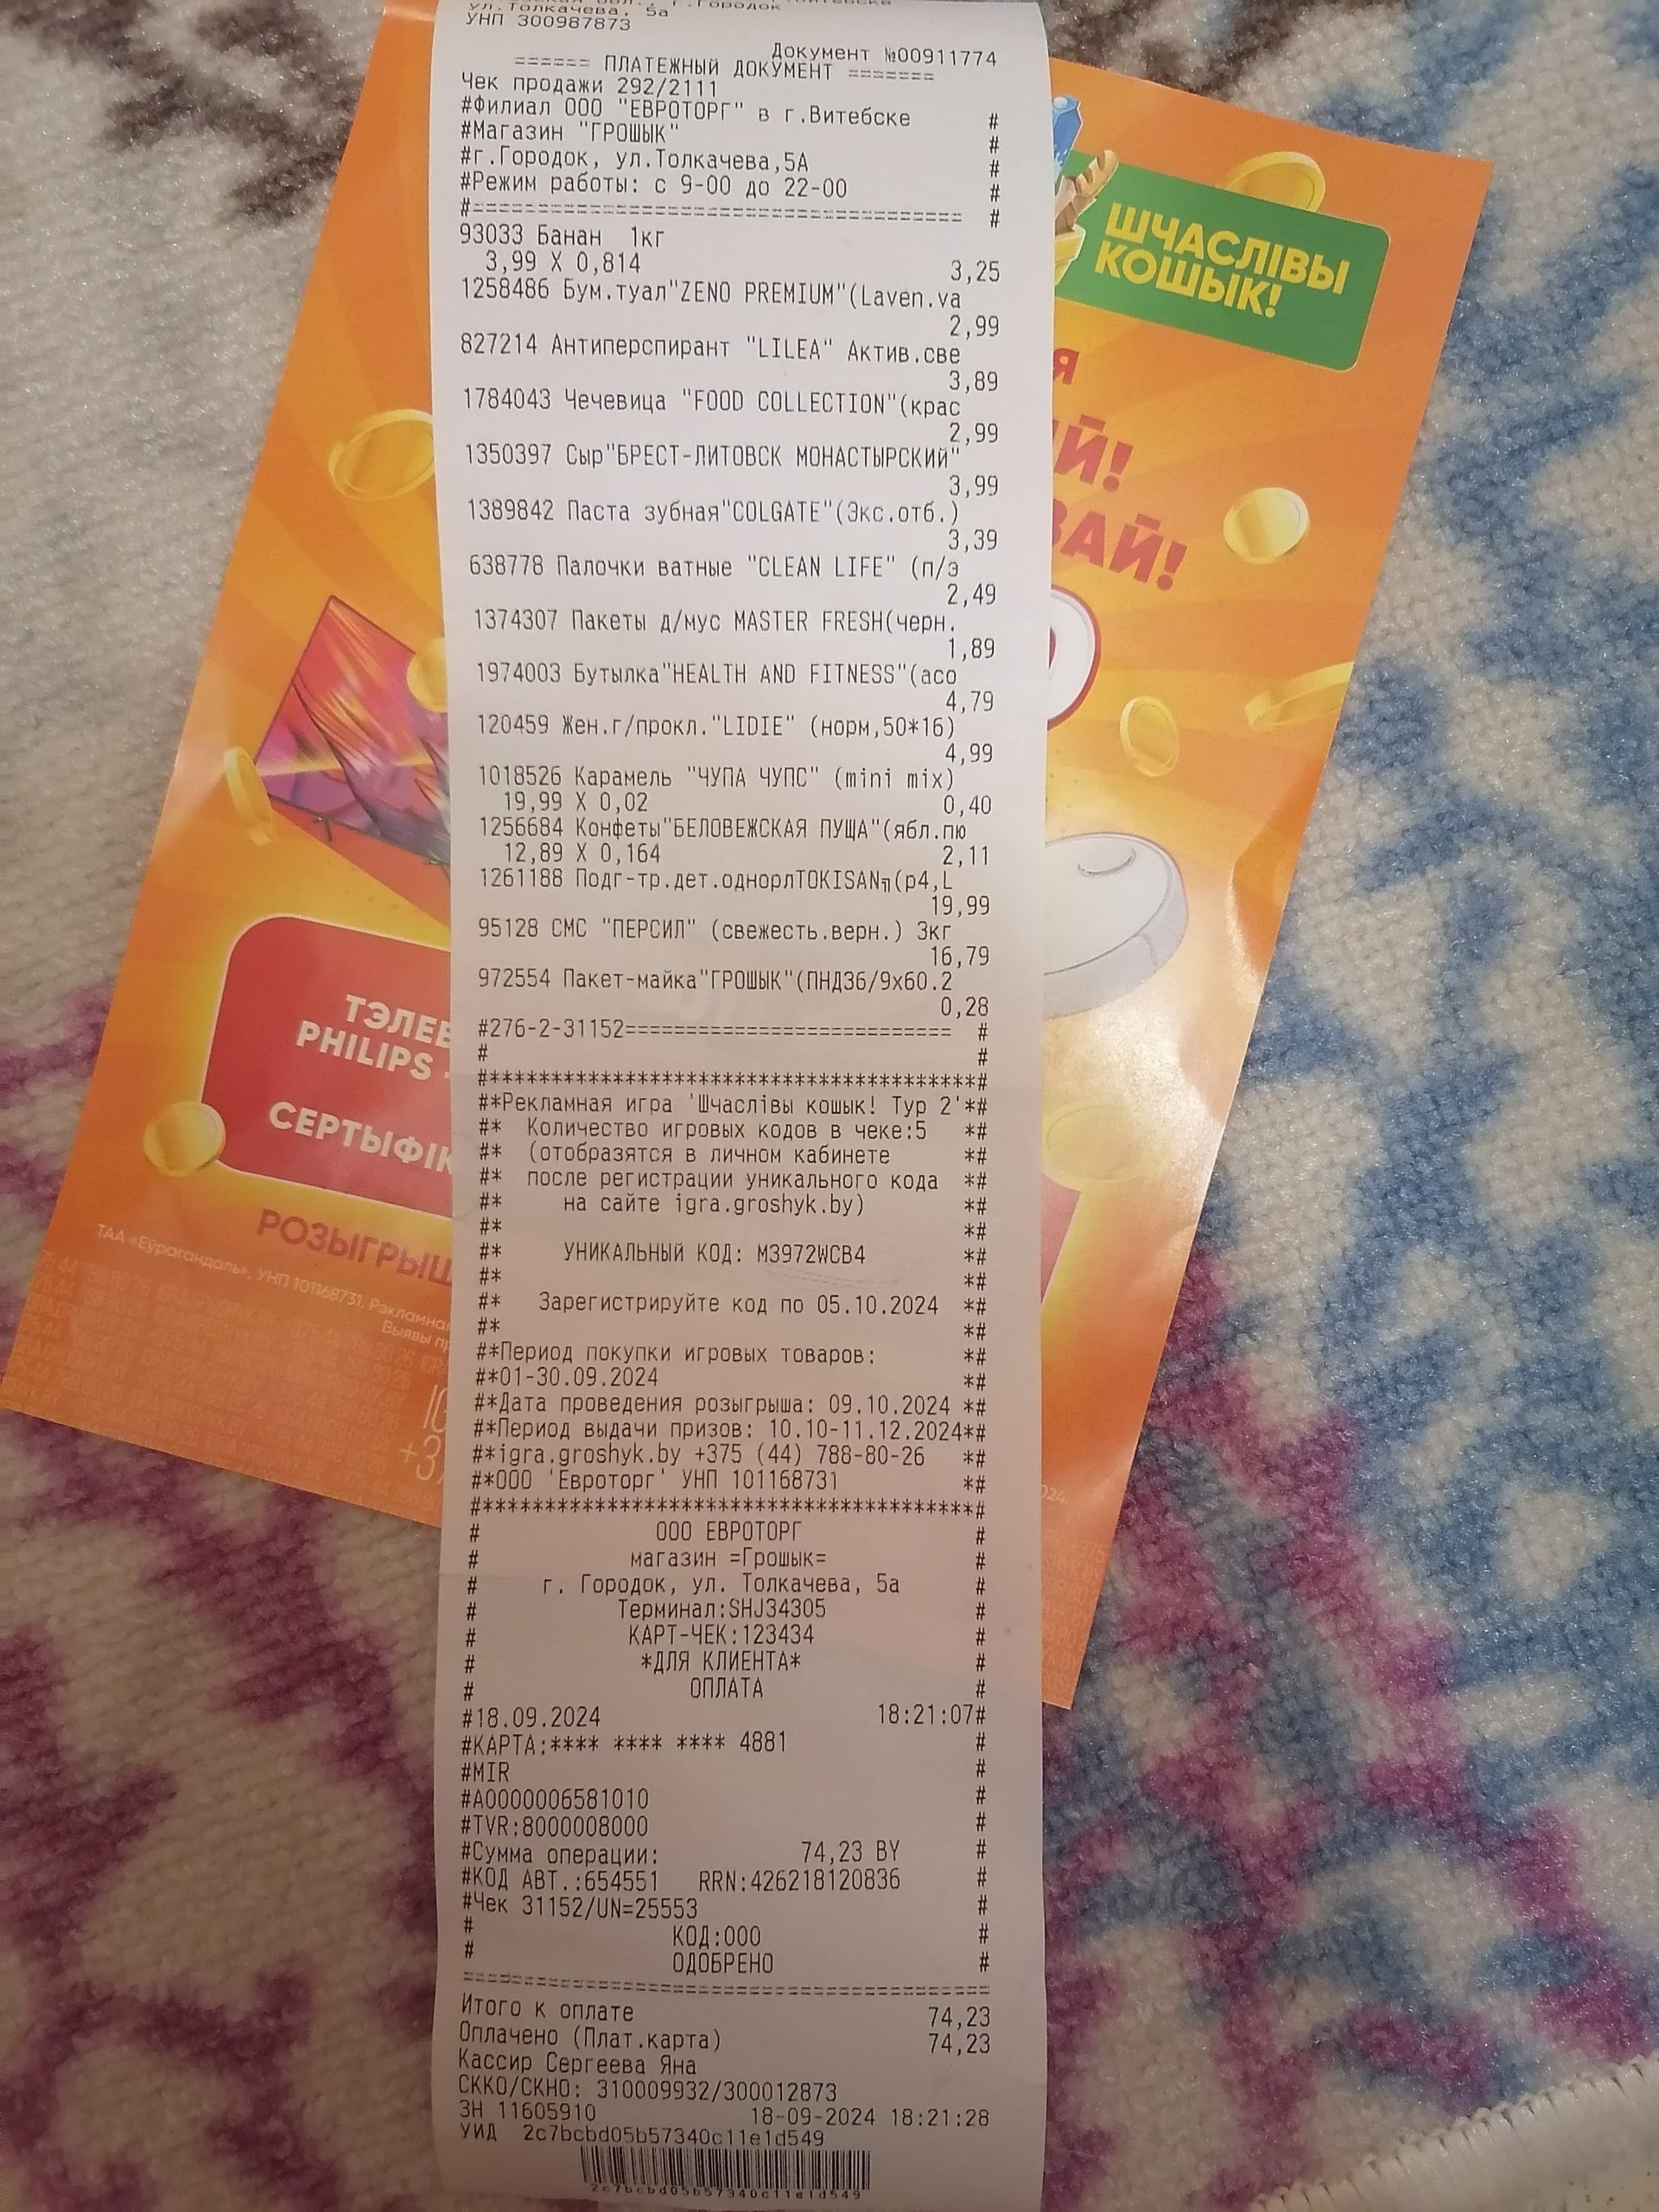 ул.Толкачева, 5а
УНП 300987873
Документ №00911774
====== ПЛАТЕЖНЫЙ ДОКУМЕНТ =======
Чек продажи 292/2111
#Филиал ООО "ЕВРОТОРГ" в г.Витебске #
#Магазин "ГРОШЫК" #
#г.Городок, ул.Толкачева,5А #
#Режим работы: с 9-00 до 22-00 #
#======================================== #
93033 Банан 1кг
3,99 X 0,814 3,25
1258486 Бум.туал"ZENO PREMIUM"(Laven.va
2,99
827214 Антиперспирант "LILEA" Актив.све
3,89
1784043 Чечевица "FOOD COLLECTION"(крас
2,99
1350397 Сыр"БРЕСТ-ЛИТОВСК МОНАСТЫРСКИЙ"
3,99
1389842 Паста зубная"COLGATE"(Экс.отб.)
3,39
638778 Палочки ватные "CLEAN LIFE" (п/э
2,49
1374307 Пакеты д/мус MASTER FRESH(черн.
1,89
1974003 Бутылка"HEALTH AND FITNESS"(асо
4,79
120459 Жен.г/прокл."LIDIE" (норм,50*16)
4,99
1018526 Карамель "ЧУПА ЧУПС" (mini mix)
19,99 X 0,02 0,40
1256684 Конфеты"БЕЛОВЕЖСКАЯ ПУЩА"(ябл.пю
12,89 X 0,164 2,11
1261188 Подг-тр.дет.однорлTOKISAN╗(р4,L
19,99
95128 СМС "ПЕРСИЛ" (свежесть.верн.) 3кг
16,79
972554 Пакет-майка"ГРОШЫК"(ПНД36/9х60.2
0,28
#276-2-31152=========================== #
# #
#****************************************#
#*Рекламная игра 'Шчаслiвы кошык! Тур 2'*#
#* Количество игровых кодов в чеке:5 *#
#* (отобразятся в личном кабинете *#
#* после регистрации уникального кода *#
#* на сайте igra.groshyk.by) *#
#* *#
#* УНИКАЛЬНЫЙ КОД: M3972WCB4 *#
#* *#
#* Зарегистрируйте код по 05.10.2024 *#
#* *#
#*Период покупки игровых товаров: *#
#*01-30.09.2024 *#
#*Дата проведения розыгрыша: 09.10.2024 *#
#*Период выдачи призов: 10.10-11.12.2024*#
#*igra.groshyk.by +375 (44) 788-80-26 *#
#*ООО 'Евроторг' УНП 101168731 *#
#****************************************#
# ООО ЕВРОТОРГ #
# магазин =Грошык= #
# г. Городок, ул. Толкачева, 5а #
# Терминал:SHJ34305 #
# КАРТ-ЧЕК:123434 #
# *ДЛЯ КЛИЕНТА* #
# ОПЛАТА #
#18.09.2024 18:21:07#
#КАРТА:**** **** **** 4881 #
#MIR #
#A0000006581010 #
#TVR:8000008000 #
#Сумма операции: 74,23 BY #
#КОД АВТ.:654551 RRN:426218120836 #
#Чек 31152/UN=25553 #
# КОД:000 #
# ОДОБРЕНО #
==========================================
Итого к оплате 74,23
Оплачено (Плат.карта) 74,23
Кассир Сергеева Яна
СККО/СКНО: 310009932/300012873
ЗН 11605910 18-09-2024 18:21:28
УИД 2c7bcbd05b57340c11e1d549
2c7bcbd05b57340c11e1d549
ШЧАСЛІВЫ
КОШЫК!
PHILIPS
ТАА «Еўрагандаль», УНП 101168731.